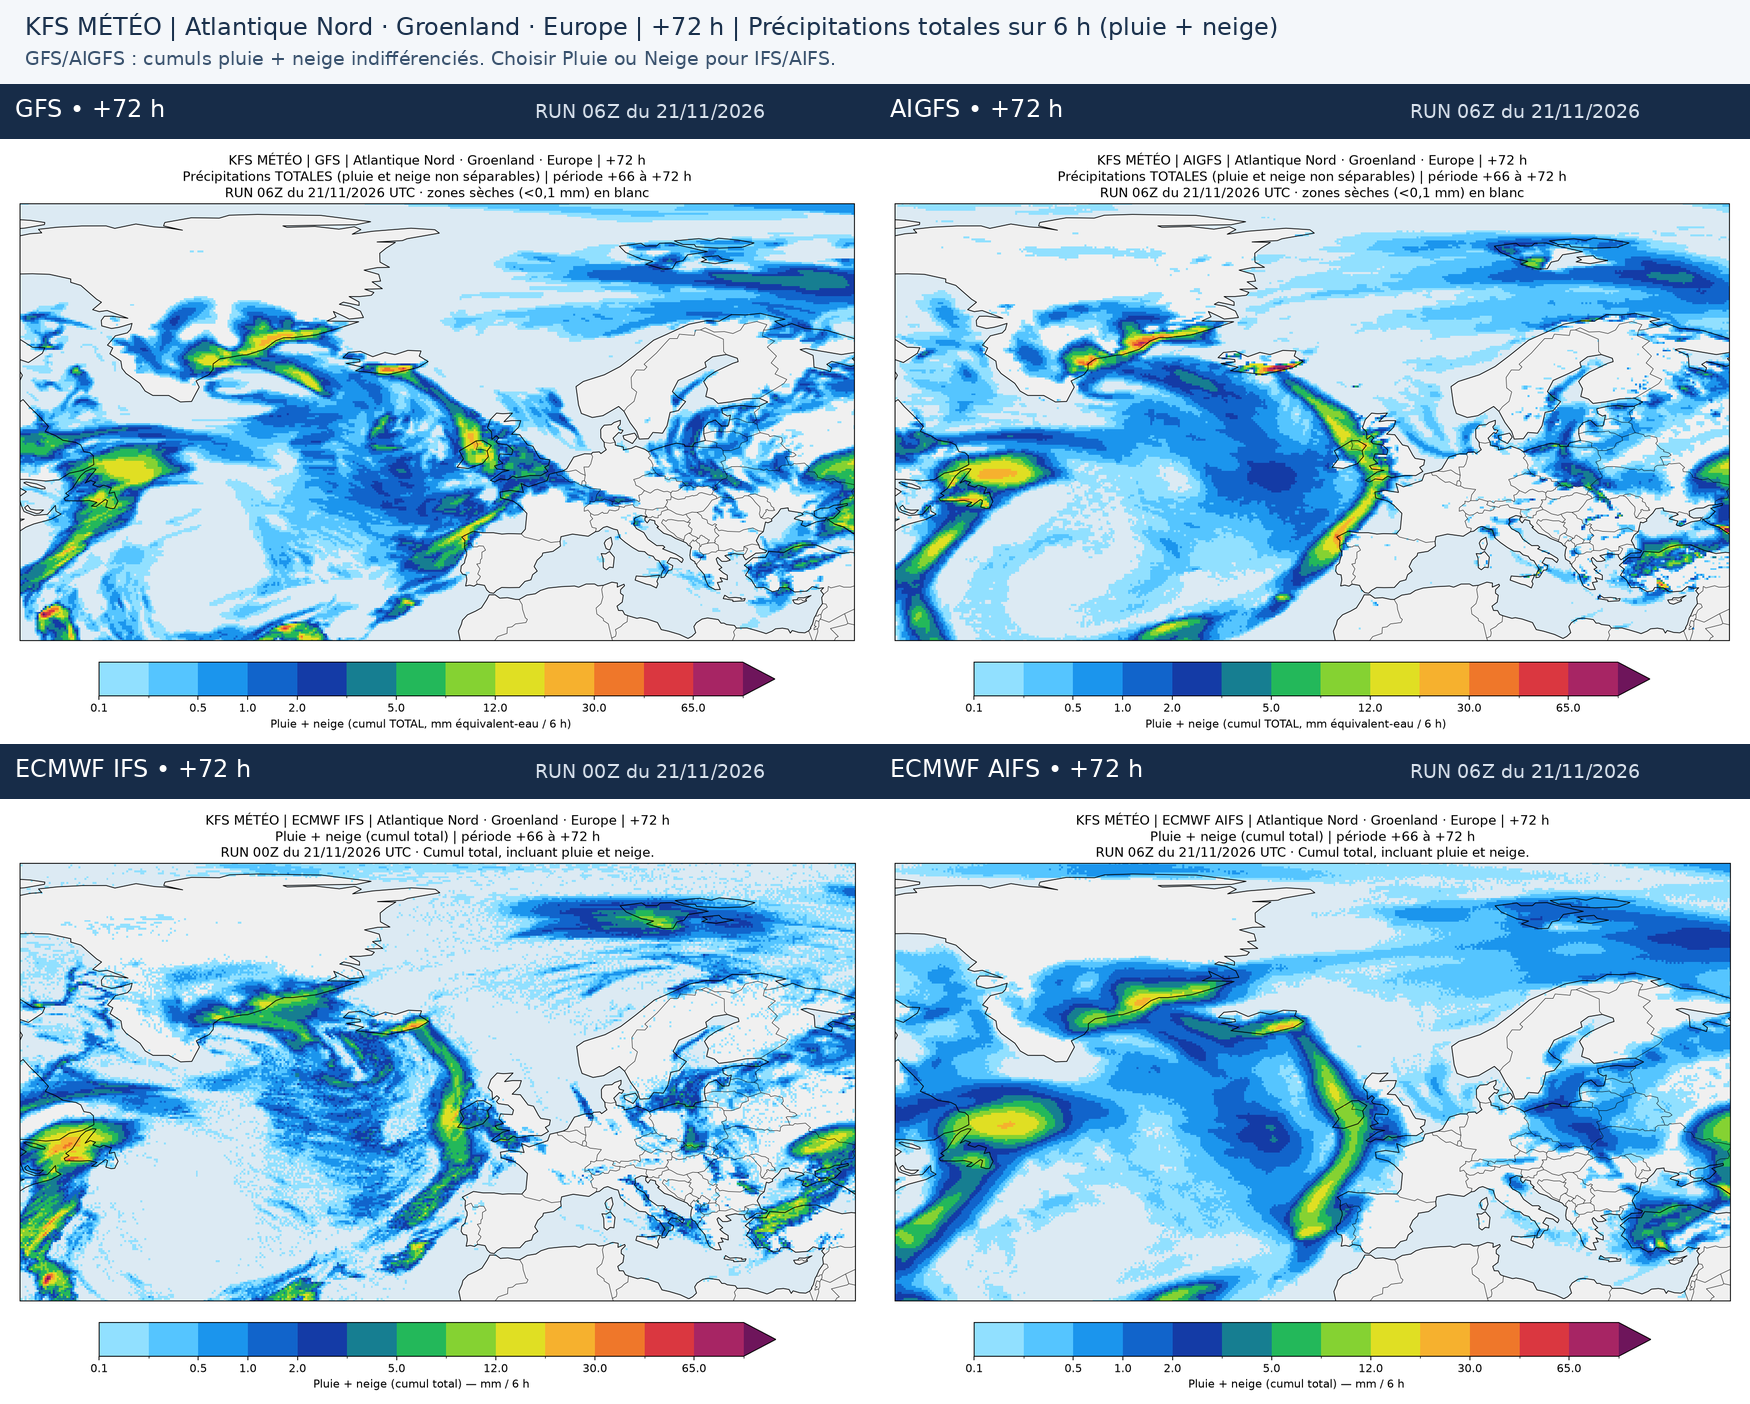 KFS MÉTÉO | Atlantique Nord · Groenland · Europe | +72 h | Précipitations totales sur 6 h (pluie + neige)
GFS/AIGFS : cumuls pluie + neige indifférenciés. Choisir Pluie ou Neige pour IFS/AIFS.
GFS • +72 h
RUN 06Z du 21/11/2026
AIGFS • +72 h
RUN 06Z du 21/11/2026
KFS MÉTÉO | GFS | Atlantique Nord · Groenland · Europe | +72 h
Précipitations TOTALES (pluie et neige non séparables) | période +66 à +72 h
RUN 06Z du 21/11/2026 UTC · zones sèches (<0,1 mm) en blanc
KFS MÉTÉO | AIGFS | Atlantique Nord · Groenland · Europe | +72 h
Précipitations TOTALES (pluie et neige non séparables) | période +66 à +72 h
RUN 06Z du 21/11/2026 UTC · zones sèches (<0,1 mm) en blanc
0.1 0.5 1.0 2.0 5.0 12.0 30.0 65.0
Pluie + neige (cumul TOTAL, mm équivalent-eau / 6 h)
0.1 0.5 1.0 2.0 5.0 12.0 30.0 65.0
Pluie + neige (cumul TOTAL, mm équivalent-eau / 6 h)
ECMWF IFS • +72 h
RUN 00Z du 21/11/2026
ECMWF AIFS • +72 h
RUN 06Z du 21/11/2026
KFS MÉTÉO | ECMWF IFS | Atlantique Nord · Groenland · Europe | +72 h
Pluie + neige (cumul total) | période +66 à +72 h
RUN 00Z du 21/11/2026 UTC · Cumul total, incluant pluie et neige.
KFS MÉTÉO | ECMWF AIFS | Atlantique Nord · Groenland · Europe | +72 h
Pluie + neige (cumul total) | période +66 à +72 h
RUN 06Z du 21/11/2026 UTC · Cumul total, incluant pluie et neige.
0.1 0.5 1.0 2.0 5.0 12.0 30.0 65.0
Pluie + neige (cumul total) — mm / 6 h
0.1 0.5 1.0 2.0 5.0 12.0 30.0 65.0
Pluie + neige (cumul total) — mm / 6 h